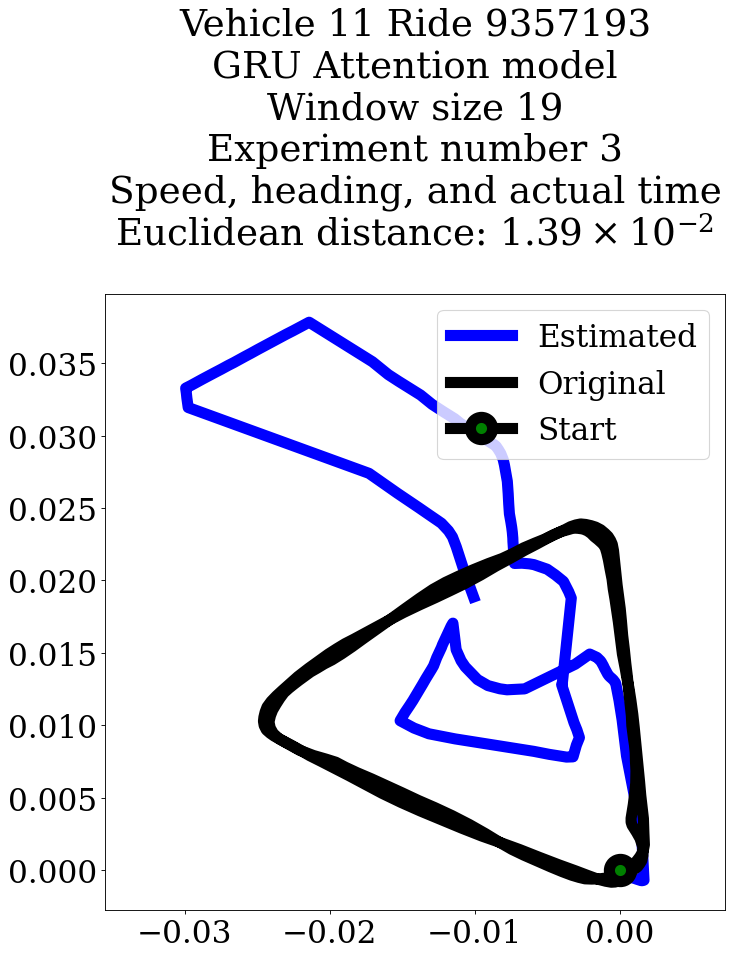 Vehicle 11 Ride 9357193
GRU Attention model
Window size 19
Experiment number 3
Speed, heading, and actual time
Euclidean distance: 1.39 × 10⁻²
Estimated
Original
Start
0.035
0.030
0.025
0.020
0.015
0.010
0.005
0.000
−0.03 −0.02 −0.01 0.00